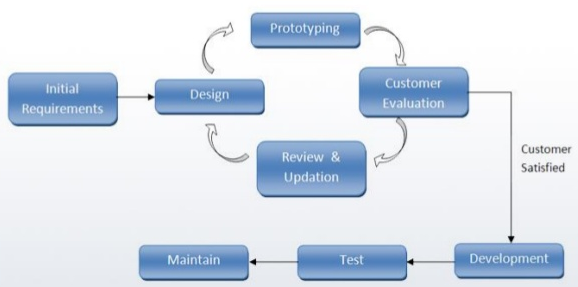 Prototyping
Initial
Requirements
Design
Customer
Evaluation
Review &
Updation
Customer
Satisfied
Maintain
Test
Development